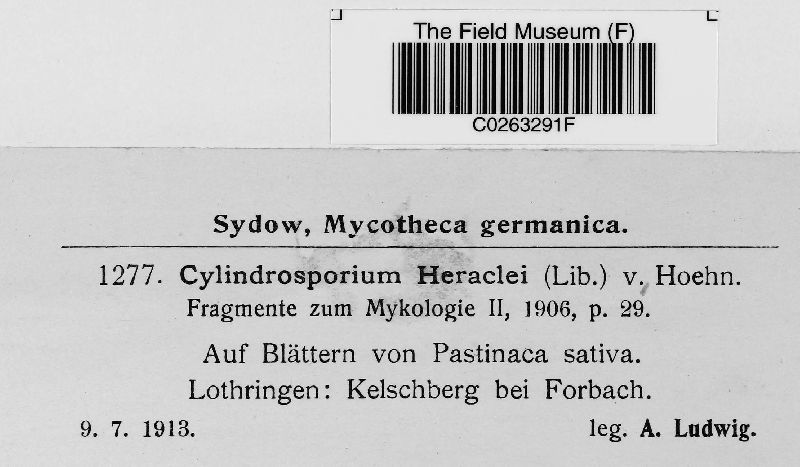 The Field Museum (F)
C0263291F
Sydow, Mycotheca germanica.
1277. Cylindrosporium Heraclei (Lib.) v. Hoehn.
Fragmente zum Mykologie II, 1906, p. 29.
Auf Blättern von Pastinaca sativa.
Lothringen: Kelschberg bei Forbach.
9. 7. 1913. leg. A. Ludwig.